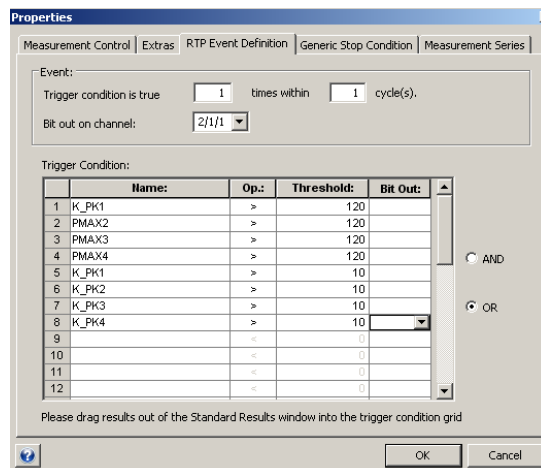 Properties
Measurement Control Extras RTP Event Definition Generic Stop Condition Measurement Series
Event:
Trigger condition is true 1 times within 1 cycle(s).
Bit out on channel: 2/1/1
Trigger Condition:
Name: Op.: Threshold: Bit Out:
1 K_PK1 > 120
2 PMAX2 > 120
3 PMAX3 > 120
4 PMAX4 > 120
5 K_PK1 > 10
6 K_PK2 > 10
7 K_PK3 > 10
8 K_PK4 > 10
9 < 0
10 < 0
11 < 0
12 < 0
AND
OR
Please drag results out of the Standard Results window into the trigger condition grid
? OK Cancel